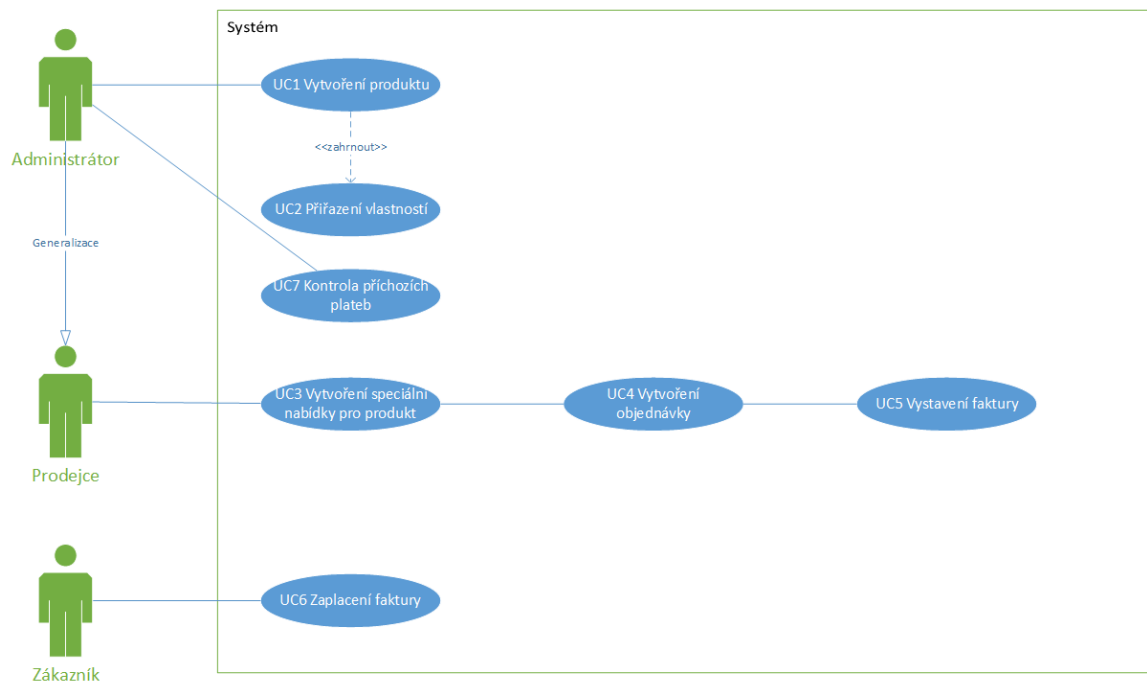 Systém
UC1 Vytvoření produktu
Administrátor
<<zahrnout>>
UC2 Přiřazení vlastností
Generalizace
UC7 Kontrola příchozích
plateb
UC3 Vytvoření speciální
nabídky pro produkt
UC4 Vytvoření
objednávky
UC5 Vystavení faktury
Prodejce
UC6 Zaplacení faktury
Zákazník